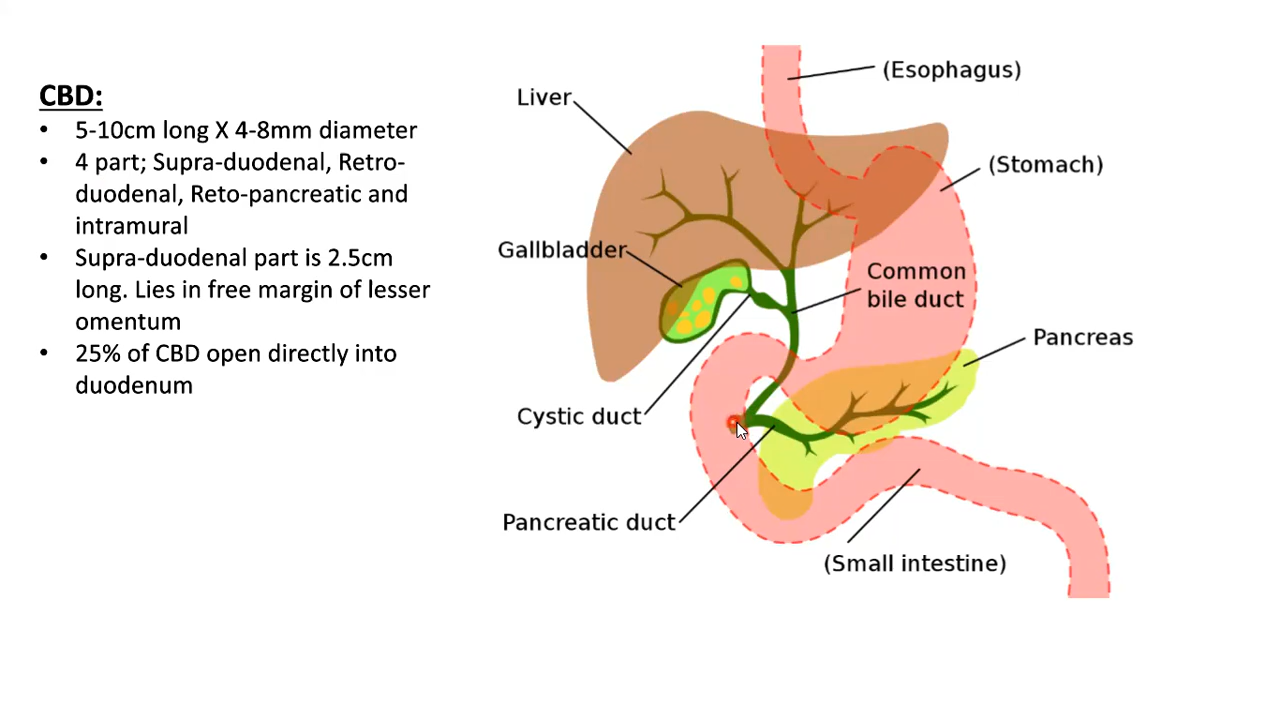 CBD:
• 5-10cm long X 4-8mm diameter
• 4 part; Supra-duodenal, Retro-
duodenal, Reto-pancreatic and
intramural
• Supra-duodenal part is 2.5cm
long. Lies in free margin of lesser
omentum
• 25% of CBD open directly into
duodenum
(Esophagus)
Liver
(Stomach)
Gallbladder
Common
bile duct
Pancreas
Cystic duct
Pancreatic duct
(Small intestine)